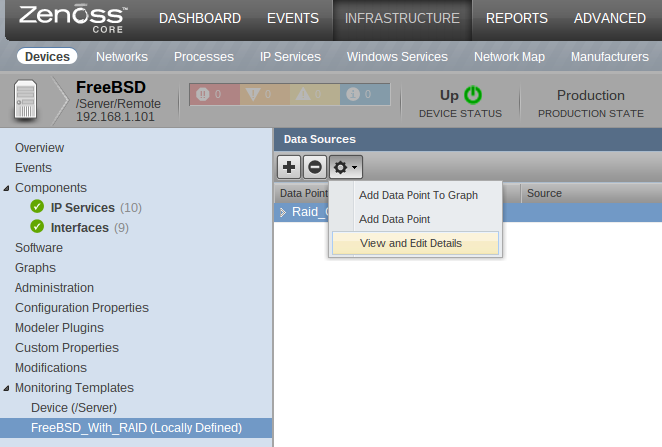 Zenoss™ CORE
DASHBOARD EVENTS INFRASTRUCTURE REPORTS ADVANCED
Devices Networks Processes IP Services Windows Services Network Map Manufacturers
FreeBSD
/Server/Remote
192.168.1.101
0 0 0 0
Up
DEVICE STATUS
Production
PRODUCTION STATE
Overview
Events
Components
IP Services (10)
Interfaces (9)
Software
Graphs
Administration
Configuration Properties
Modeler Plugins
Custom Properties
Modifications
Monitoring Templates
Device (/Server)
FreeBSD_With_RAID (Locally Defined)
Data Sources
Data Point Source
Add Data Point To Graph
Add Data Point
View and Edit Details